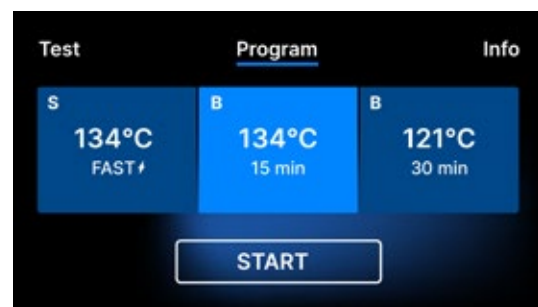 Test Program Info
S B B
134°C 134°C 121°C
FAST 15 min 30 min
START